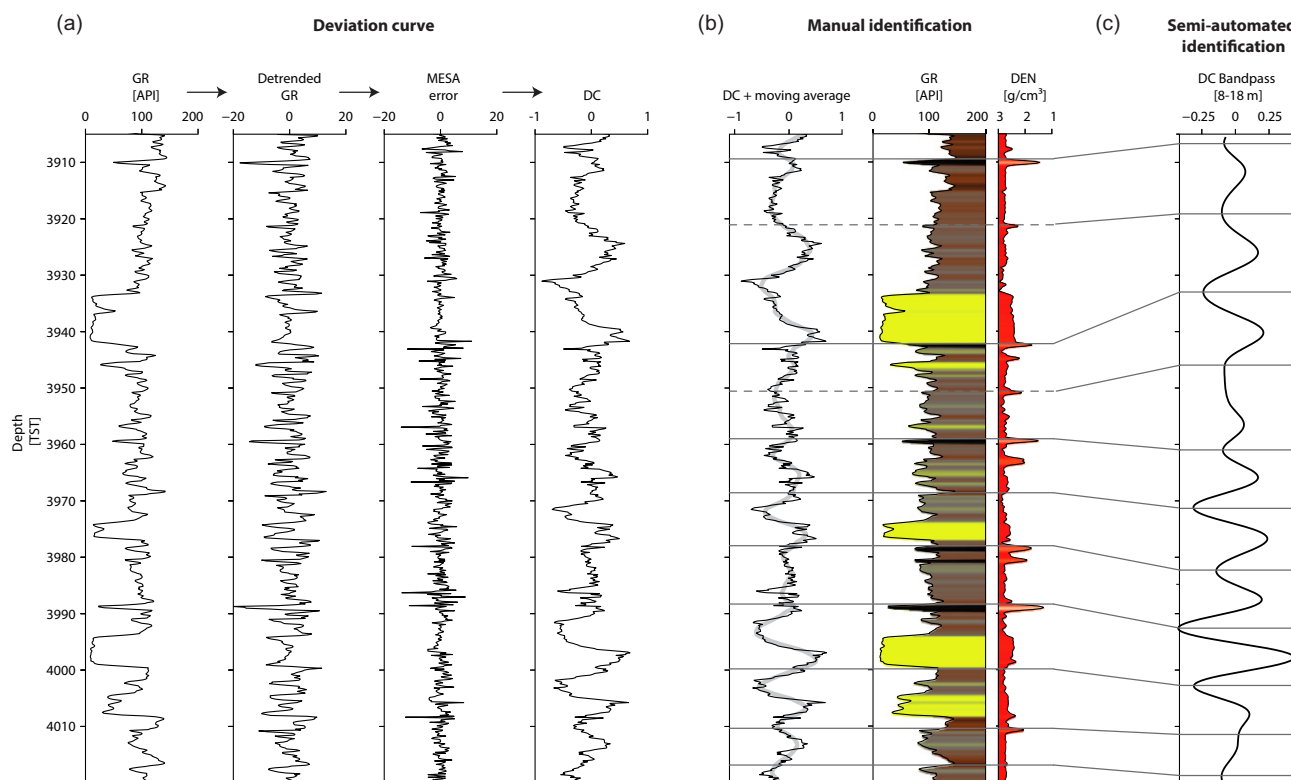 (a)
Deviation curve
(b)
Manual identification
(c)
Semi-automated
identification
GR
[API]
Detrended
GR
MESA
error
DC
DC + moving average
GR
[API]
DEN
[g/cm³]
DC Bandpass
[8-18 m]
0 100 200
−20 0 20
−20 0 20
-1 0 1
−1 0 1
0 100 200
3 2 1
−0.25 0 0.25
3910
3920
3930
3940
3950
3960
3970
3980
3990
4000
4010
Depth
[TST]